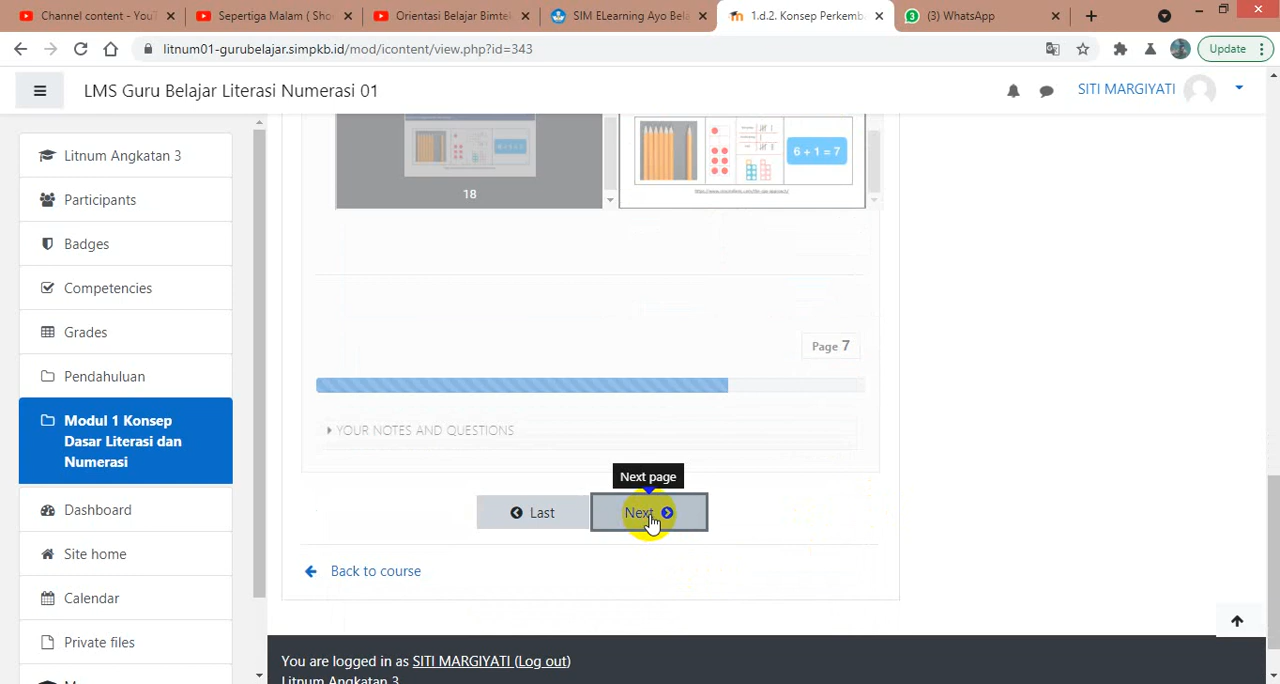 Channel content - YouT
Sepertiga Malam ( Sho
Orientasi Belajar Bimtek
SIM ELearning Ayo Bela
1.d.2. Konsep Perkemb
(3) WhatsApp
litnum01-gurubelajar.simpkb.id/mod/icontent/view.php?id=343
Update
LMS Guru Belajar Literasi Numerasi 01
SITI MARGIYATI
Litnum Angkatan 3
Participants
Badges
Competencies
Grades
Pendahuluan
Modul 1 Konsep
Dasar Literasi dan
Numerasi
Dashboard
Site home
Calendar
Private files
18
6 + 1 = 7
Page 7
YOUR NOTES AND QUESTIONS
Next page
Last
Next
Back to course
You are logged in as SITI MARGIYATI (Log out)
Litnum Angkatan 3